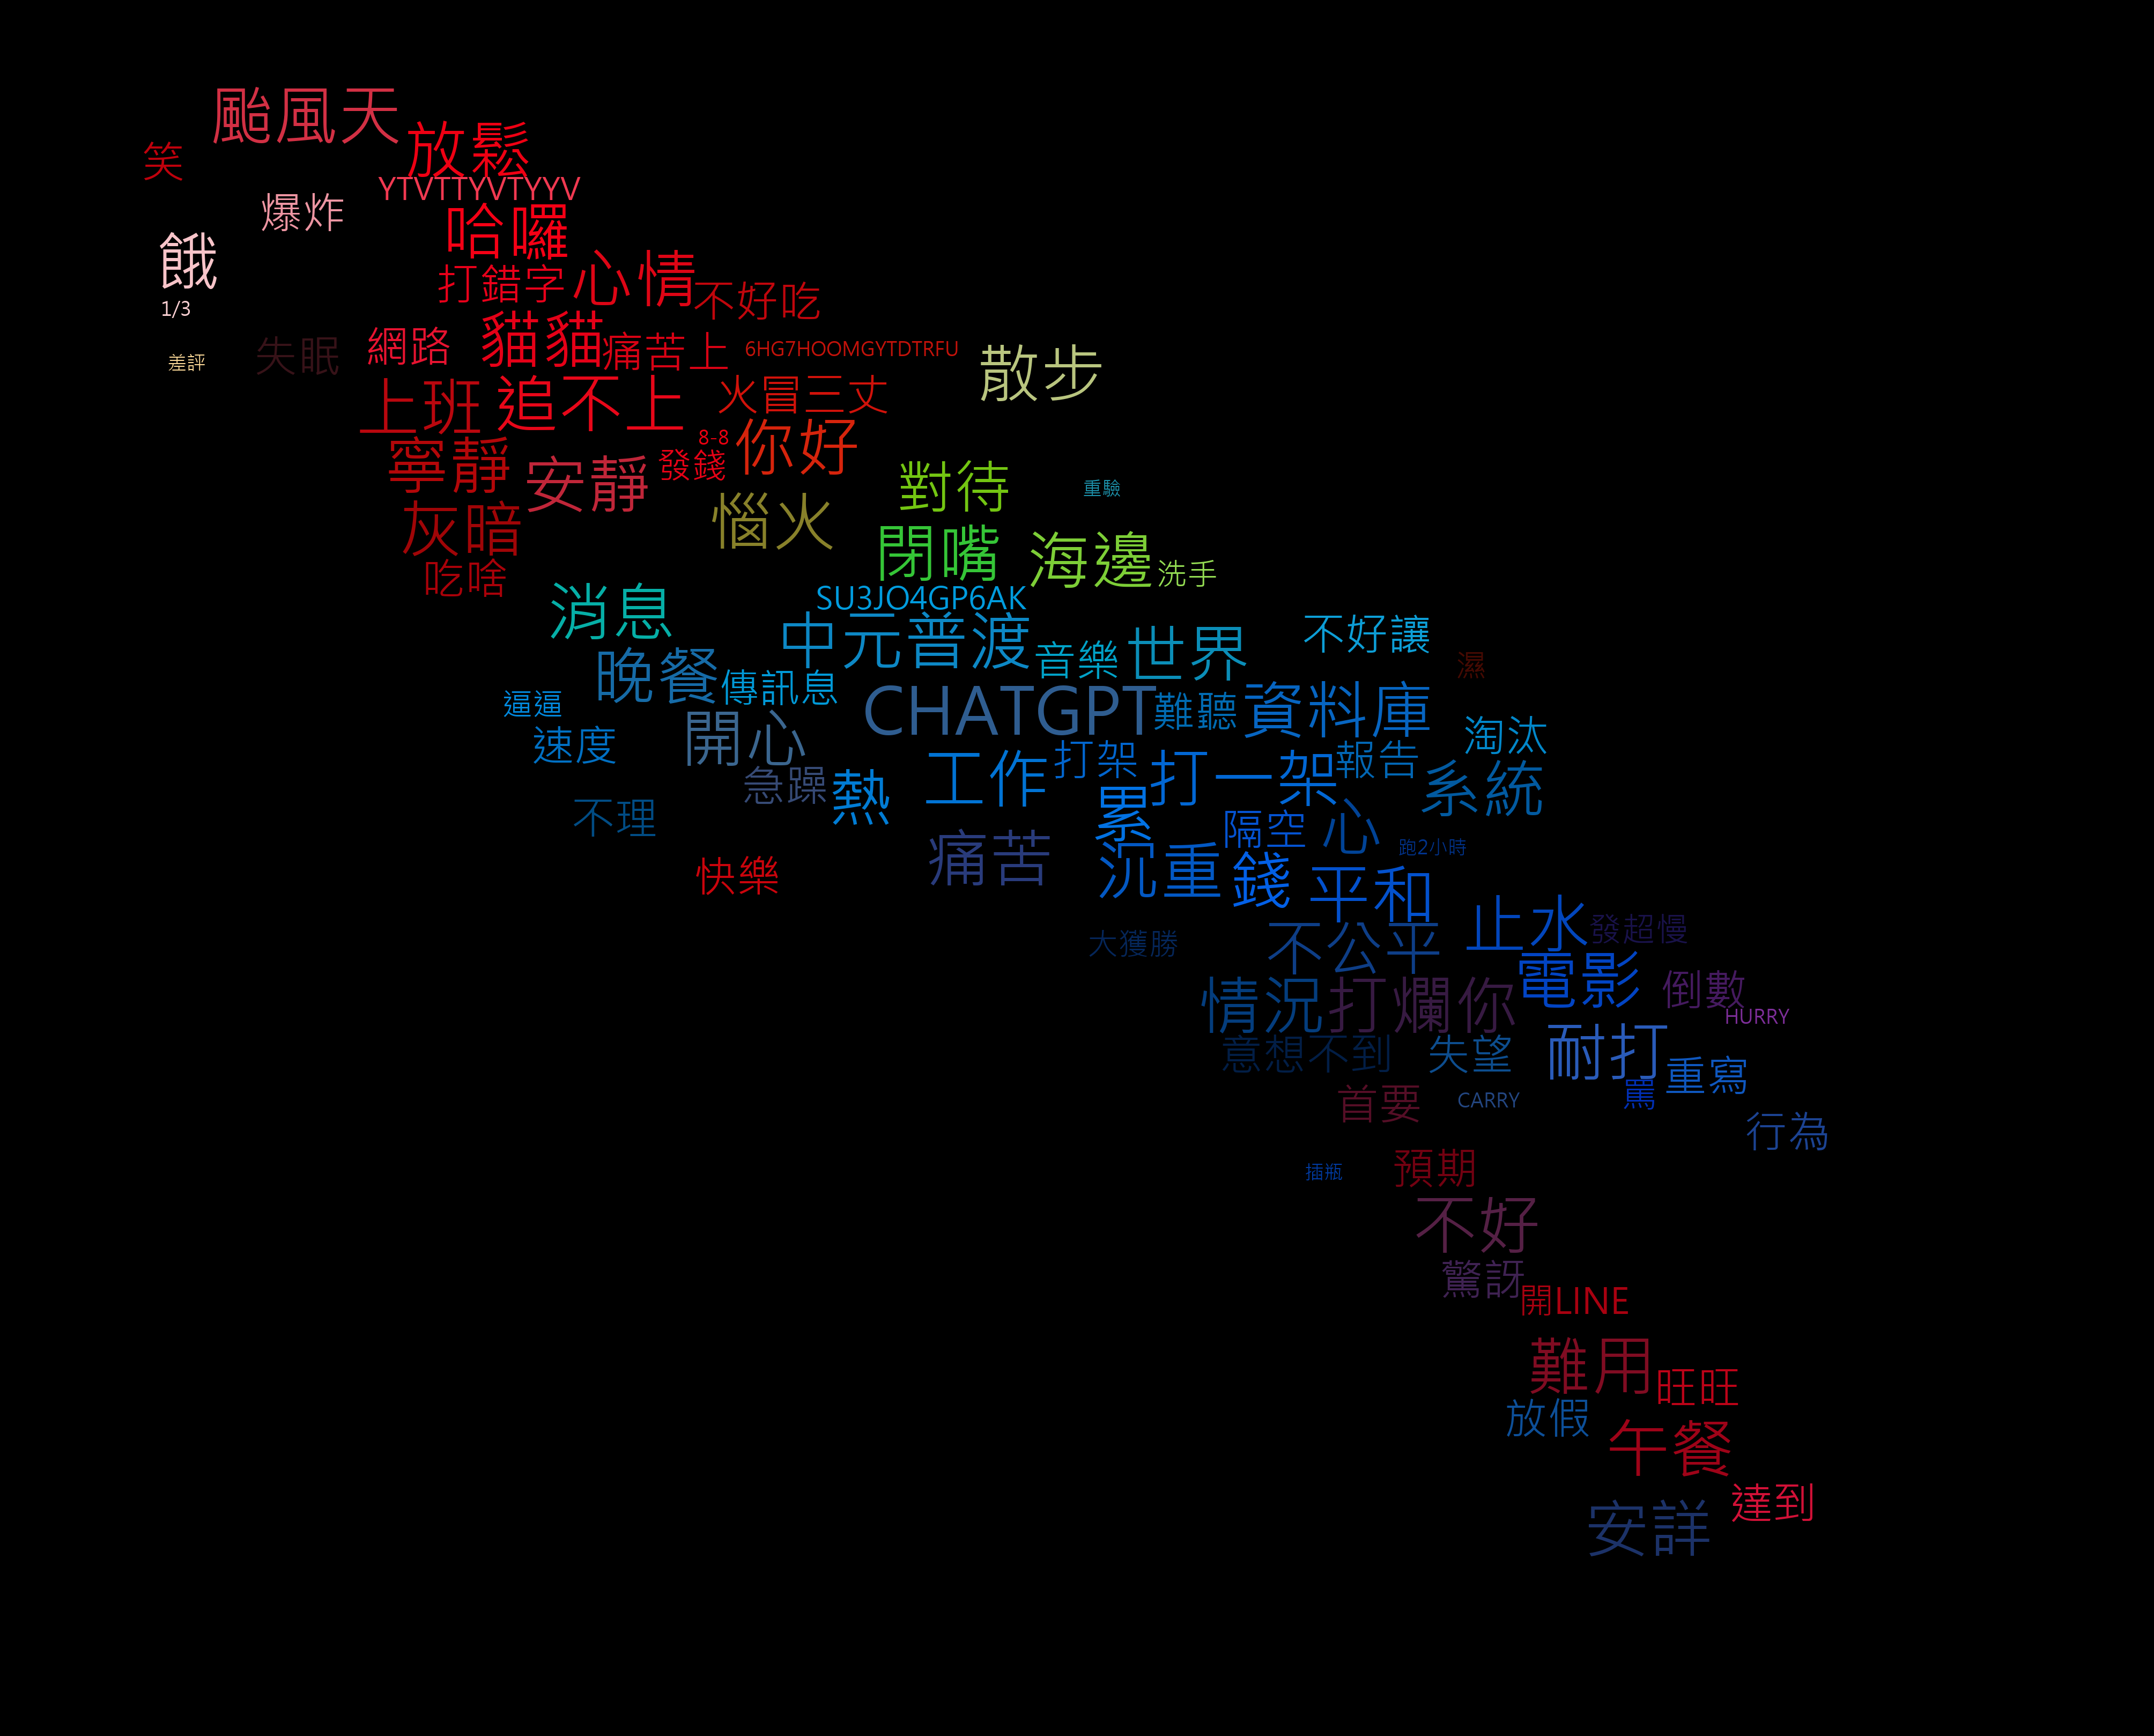 颱風天
放鬆
笑
YTVTTYVTYYV
爆炸
哈囉
餓
心情
打錯字
不好吃
1/3
貓貓
網路
痛苦上
6HG7HOOMGYTDTRFU
失眠
差評
散步
上班
追不上
火冒三丈
8-8
你好
寧靜
發錢
安靜
對待
重驗
灰暗
惱火
閉嘴
海邊
洗手
吃啥
消息
SU3JO4GP6AK
中元普渡
音樂
世界
不好讓
濕
晚餐
傳訊息
逼逼
CHATGPT
難聽
資料庫
淘汰
速度
開心
打架
報告
工作
打一架
系統
急躁
熱
不理
累
隔空
心
跑2小時
痛苦
沉重
錢
平和
快樂
止水
發超慢
大獲勝
不公平
電影
倒數
HURRY
情況
打爛你
意想不到
失望
耐打
重寫
罵
首要
CARRY
行為
插瓶
預期
不好
驚訝
開LINE
難用
旺旺
放假
午餐
達到
安詳